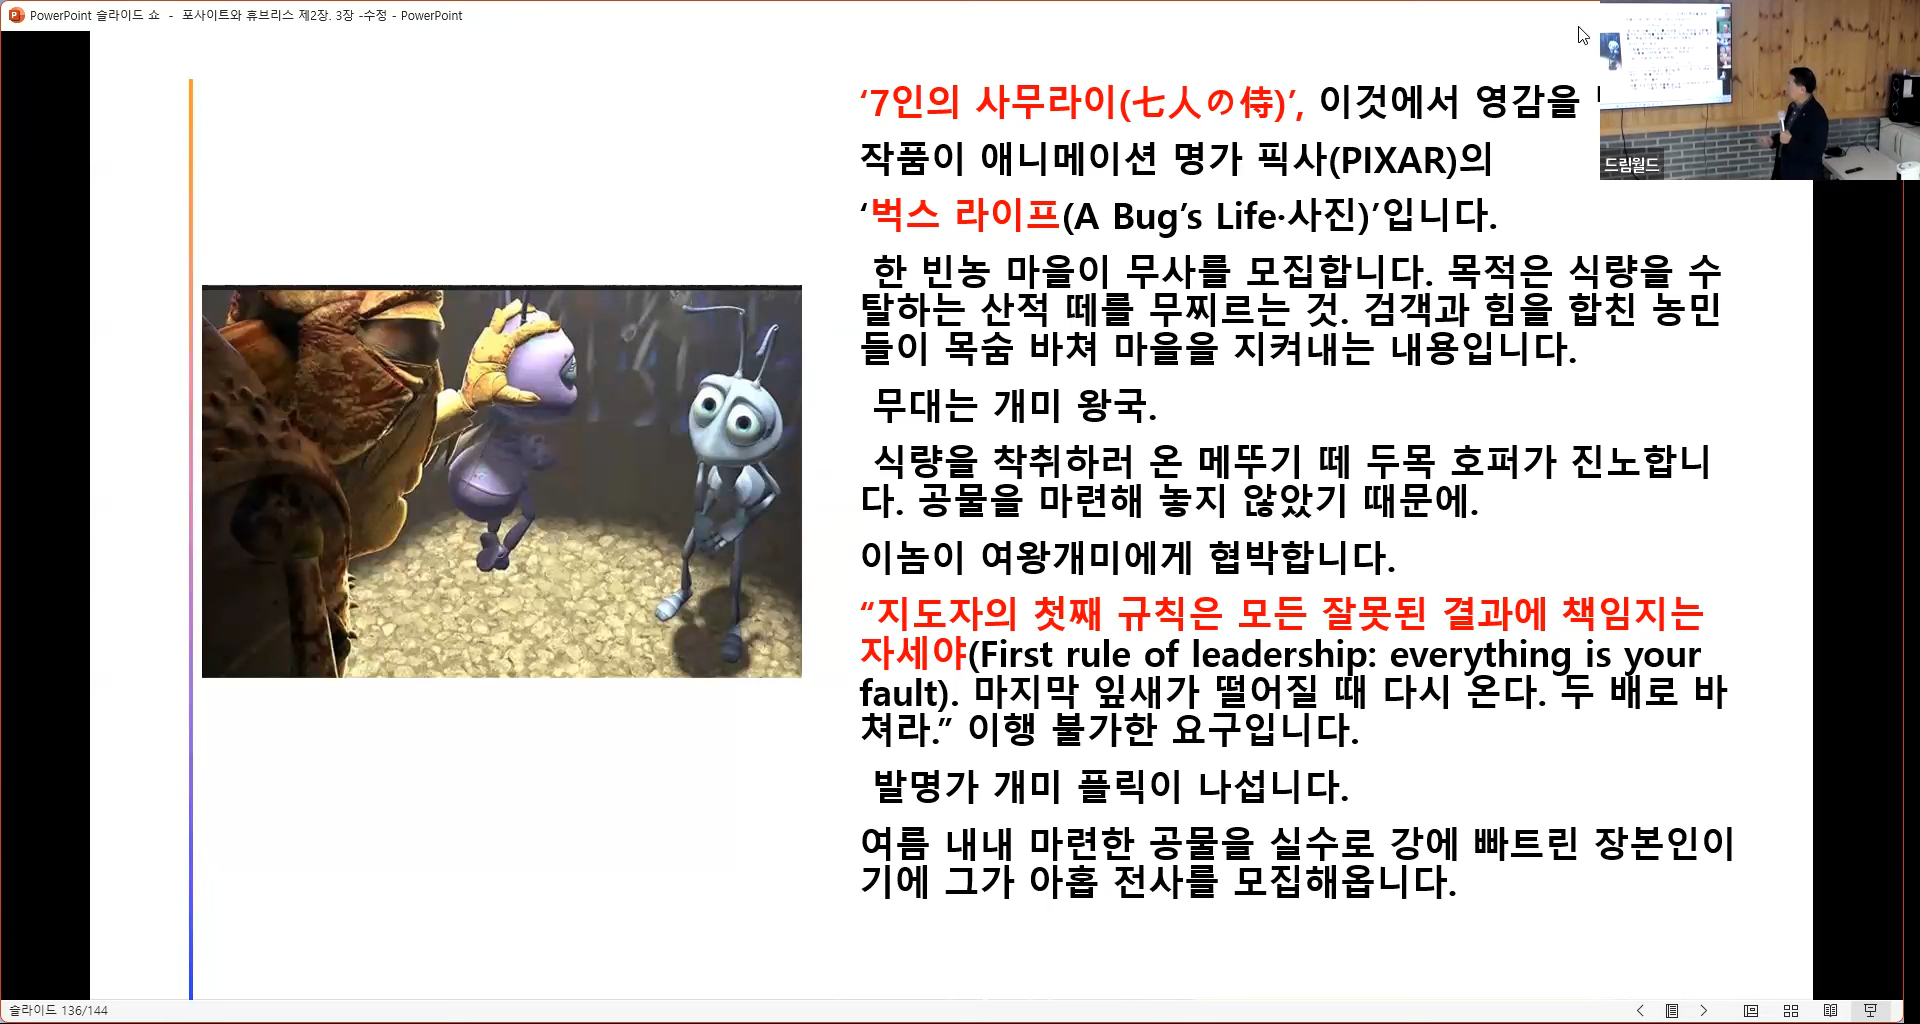 PowerPoint 슬라이드 쇼 - 포사이트와 휴브리스 제2장. 3장 -수정 - PowerPoint
‘7인의 사무라이(七人の侍)’, 이것에서 영감을
작품이 애니메이션 명가 픽사(PIXAR)의
‘벅스 라이프(A Bug’s Life·사진)’입니다.
한 빈농 마을이 무사를 모집합니다. 목적은 식량을 수
탈하는 산적 떼를 무찌르는 것. 검객과 힘을 합친 농민
들이 목숨 바쳐 마을을 지켜내는 내용입니다.
무대는 개미 왕국.
식량을 착취하러 온 메뚜기 떼 두목 호퍼가 진노합니
다. 공물을 마련해 놓지 않았기 때문에.
이놈이 여왕개미에게 협박합니다.
“지도자의 첫째 규칙은 모든 잘못된 결과에 책임지는
자세야(First rule of leadership: everything is your
fault). 마지막 잎새가 떨어질 때 다시 온다. 두 배로 바
쳐라.” 이행 불가한 요구입니다.
발명가 개미 플릭이 나섭니다.
여름 내내 마련한 공물을 실수로 강에 빠트린 장본인이
기에 그가 아홉 전사를 모집해옵니다.
드림월드
슬라이드 136/144